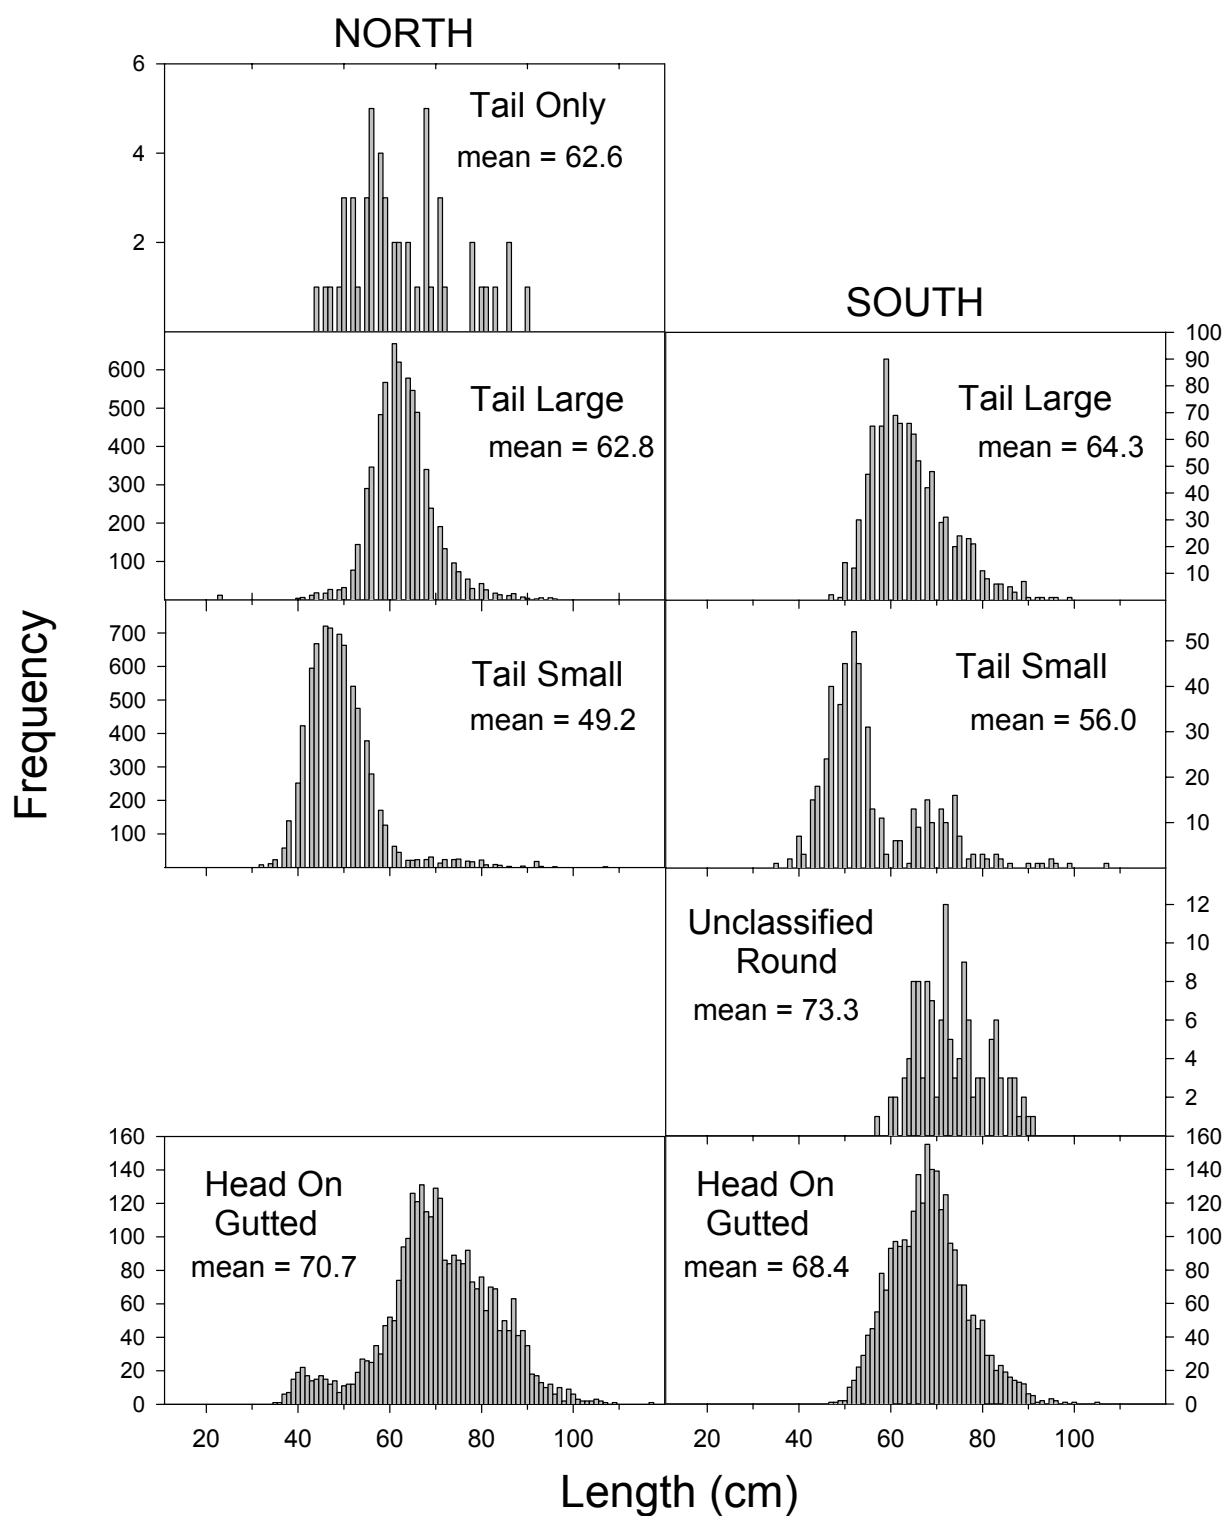 NORTH
6
4
2
Tail Only
mean = 62.6
SOUTH
600
500
400
300
200
100
Tail Large
mean = 62.8
Tail Large
mean = 64.3
100
90
80
70
60
50
40
30
20
10
Frequency
700
600
500
400
300
200
100
Tail Small
mean = 49.2
Tail Small
mean = 56.0
50
40
30
20
10
Unclassified
Round
mean = 73.3
12
10
8
6
4
2
160
140
120
100
80
60
40
20
0
Head On
Gutted
mean = 70.7
Head On
Gutted
mean = 68.4
160
140
120
100
80
60
40
20
0
20 40 60 80 100
20 40 60 80 100
Length (cm)